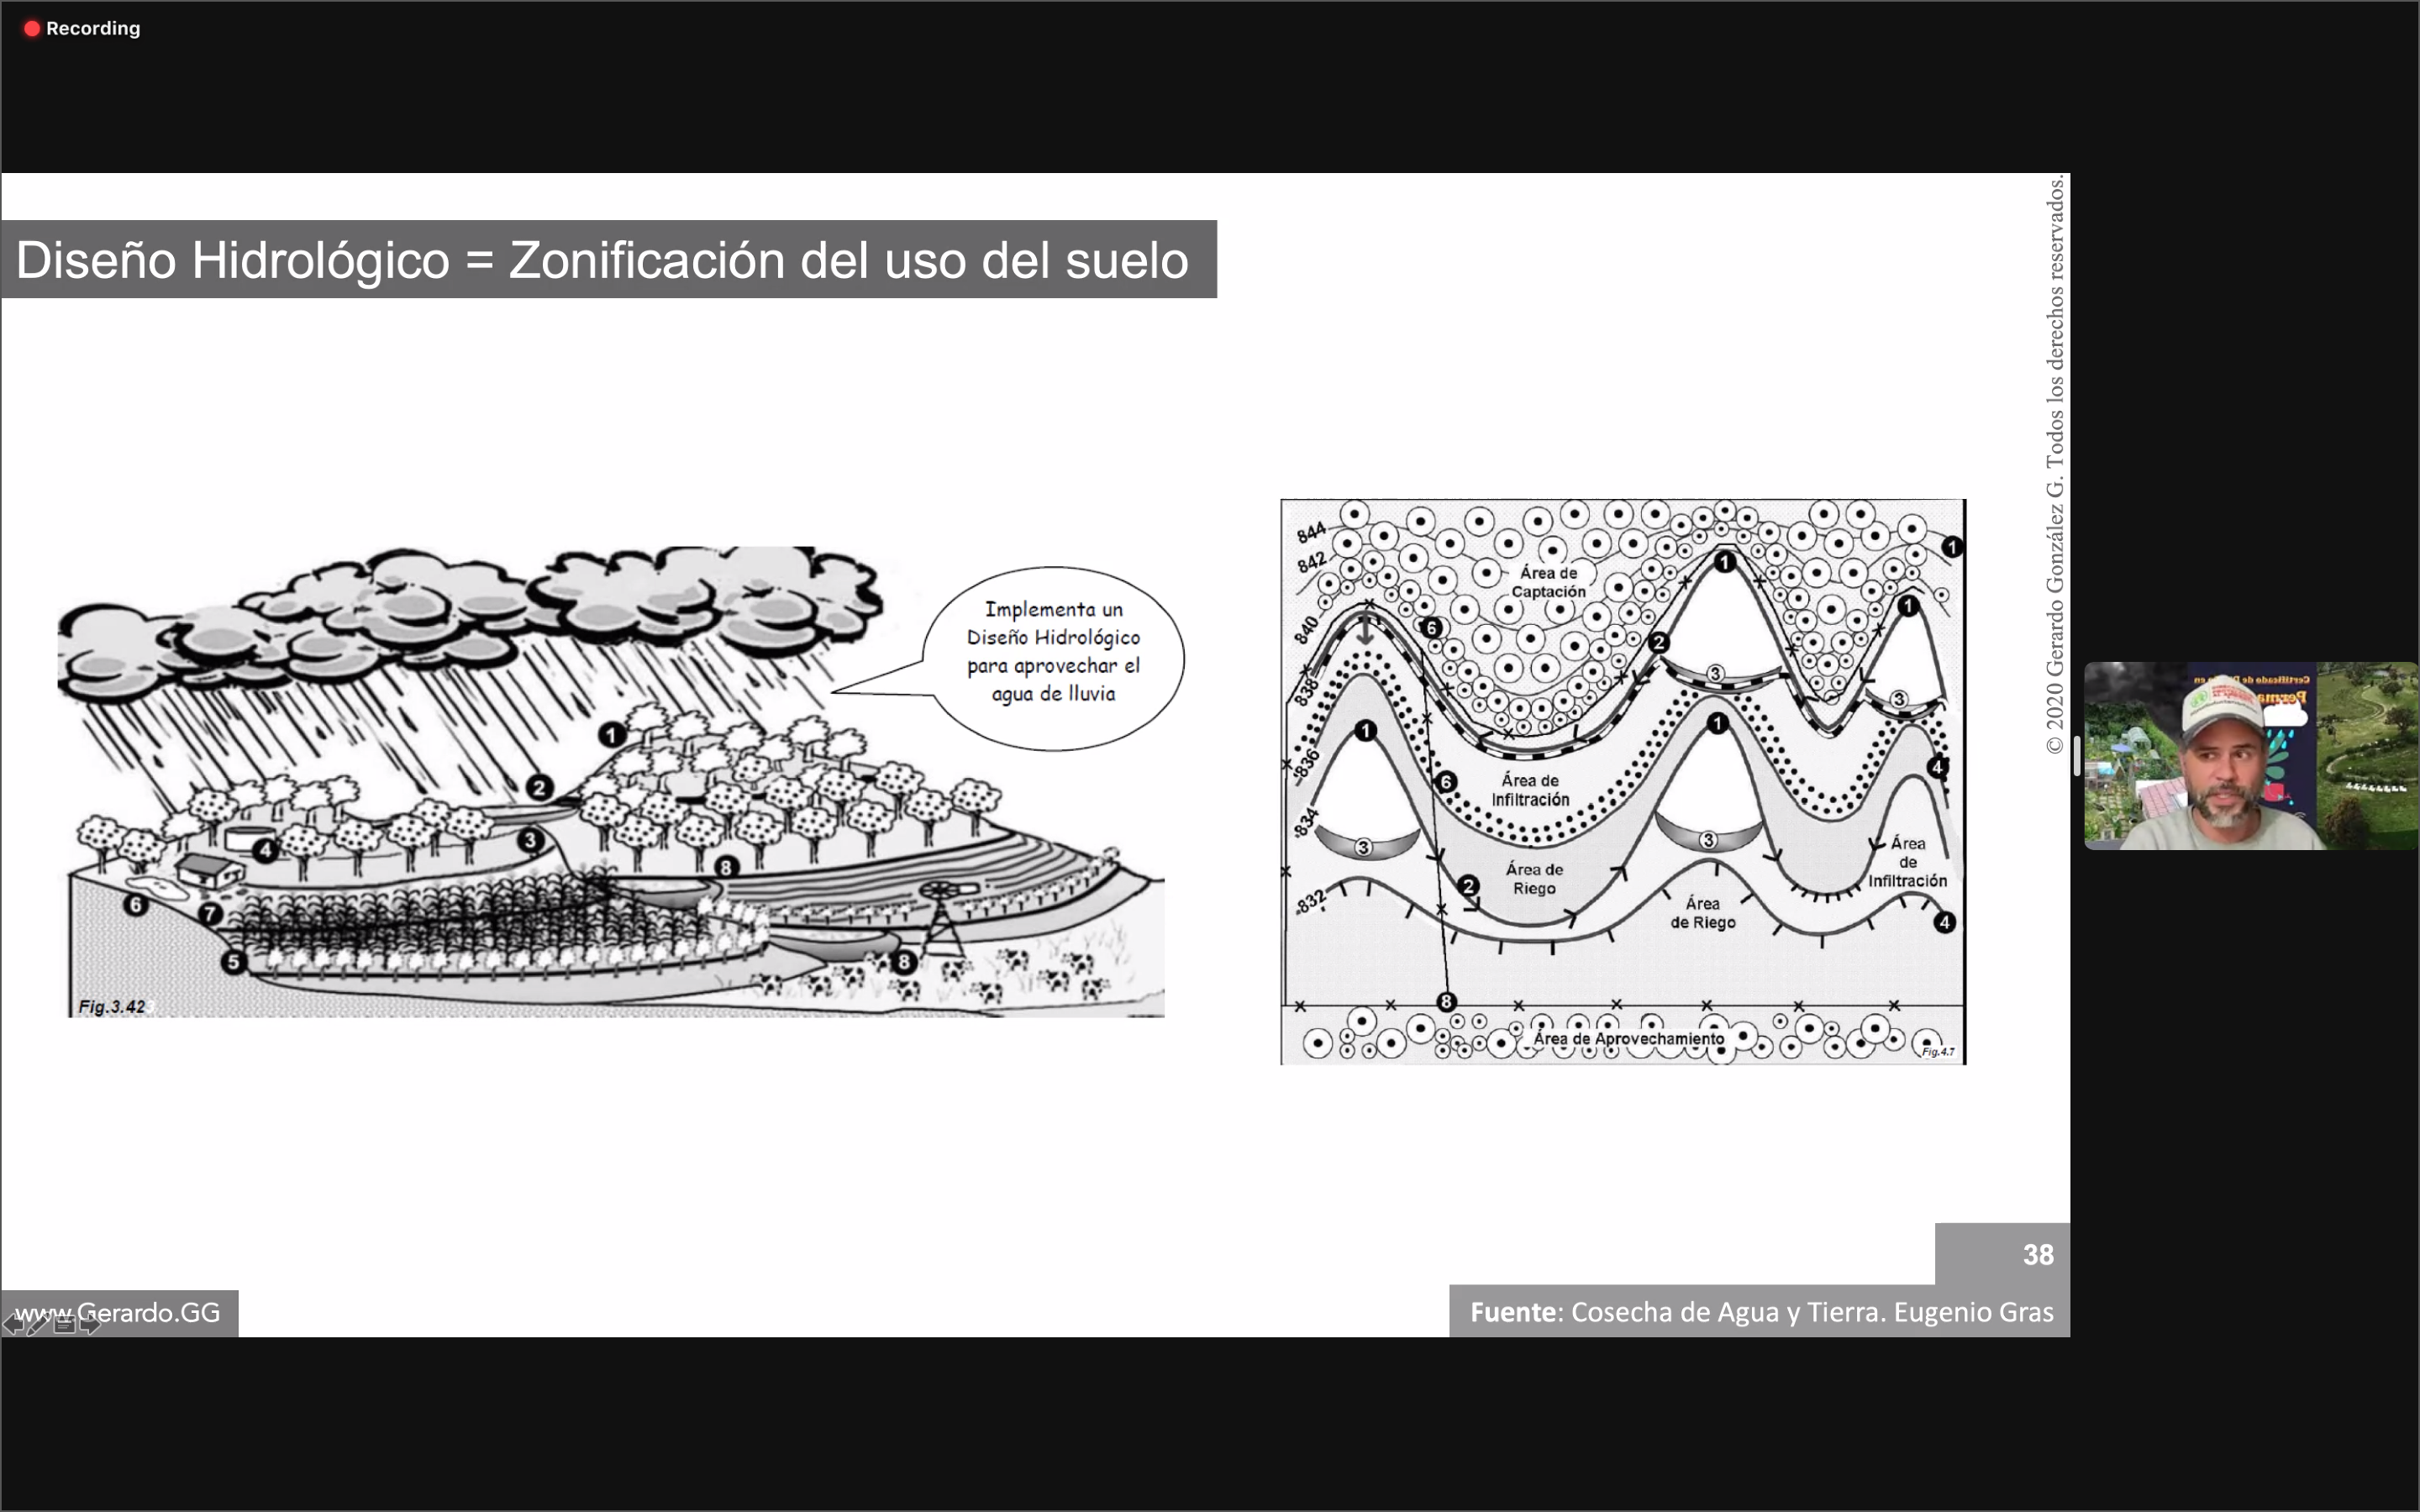 Recording
Diseño Hidrológico = Zonificación del uso del suelo
© 2020 Gerardo González G. Todos los derechos reservados.
Implementa un
Diseño Hidrológico
para aprovechar el
agua de lluvia
1
2
3
4
8
6
7
5
8
Fig.3.42
844
842
840
838
836
834
832
Área de
Captación
1
1
1
6
2
3
3
1
1
4
6
Área de
Infiltración
3
3
Área de
Riego
2
Área
de Riego
Área
de
Infiltración
4
8
Área de Aprovechamiento
Fig.4.7
38
www.Gerardo.GG
Fuente: Cosecha de Agua y Tierra. Eugenio Gras